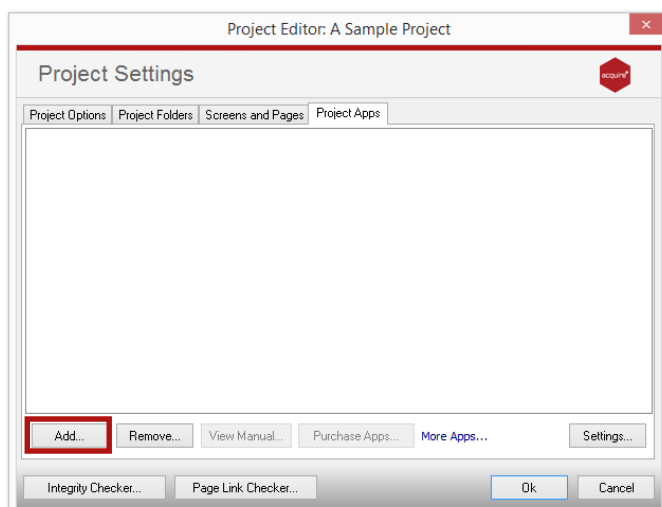 Project Editor: A Sample Project
×
Project Settings
acquire
Project Options Project Folders Screens and Pages Project Apps
Add... Remove... View Manual... Purchase Apps... More Apps... Settings...
Integrity Checker... Page Link Checker... Ok Cancel